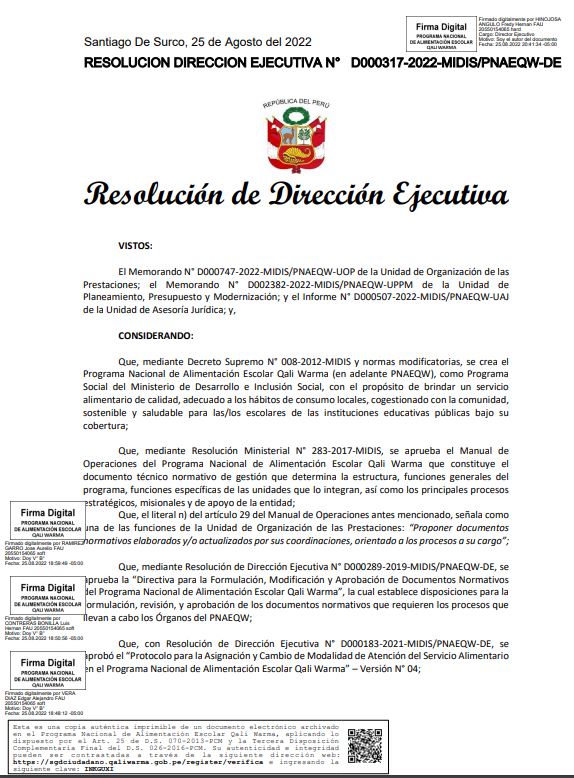 Firma Digital
PROGRAMA NACIONAL
DE ALIMENTACIÓN ESCOLAR
QALI WARMA
Firmado digitalmente por HINOJOSA
ANGULO Fredy Hernan FAU
20550154065 hard
Cargo: Director Ejecutivo
Motivo: Soy el autor del documento
Fecha: 25.08.2022 20:41:34 -05:00
Santiago De Surco, 25 de Agosto del 2022
RESOLUCION DIRECCION EJECUTIVA N° D000317-2022-MIDIS/PNAEQW-DE
REPÚBLICA DEL PERÚ
Resolución de Dirección Ejecutiva
VISTOS:
El Memorando N° D000747-2022-MIDIS/PNAEQW-UOP de la Unidad de Organización de las
Prestaciones; el Memorando N° D002382-2022-MIDIS/PNAEQW-UPPM de la Unidad de
Planeamiento, Presupuesto y Modernización; y el Informe N° D000507-2022-MIDIS/PNAEQW-UAJ
de la Unidad de Asesoría Jurídica; y,
CONSIDERANDO:
Que, mediante Decreto Supremo N° 008-2012-MIDIS y normas modificatorias, se crea el
Programa Nacional de Alimentación Escolar Qali Warma (en adelante PNAEQW), como Programa
Social del Ministerio de Desarrollo e Inclusión Social, con el propósito de brindar un servicio
alimentario de calidad, adecuado a los hábitos de consumo locales, cogestionado con la comunidad,
sostenible y saludable para las/los escolares de las instituciones educativas públicas bajo su
cobertura;
Que, mediante Resolución Ministerial N° 283-2017-MIDIS, se aprueba el Manual de
Operaciones del Programa Nacional de Alimentación Escolar Qali Warma que constituye el
documento técnico normativo de gestión que determina la estructura, funciones generales del
programa, funciones específicas de las unidades que lo integran, así como los principales procesos
estratégicos, misionales y de apoyo de la entidad;
Que, el literal n) del artículo 29 del Manual de Operaciones antes mencionado, señala como
una de las funciones de la Unidad de Organización de las Prestaciones: "Proponer documentos
normativos elaborados y/o actualizados por sus coordinaciones, orientado a los procesos a su cargo";
Firma Digital
PROGRAMA NACIONAL
DE ALIMENTACIÓN ESCOLAR
QALI WARMA
Firmado digitalmente por RAMIREZ
GARRO Jose Aurelio FAU
20550154065 soft
Motivo: Doy V° B°
Fecha: 25.08.2022 18:59:49 -05:00
Que, mediante Resolución de Dirección Ejecutiva N° D000289-2019-MIDIS/PNAEQW-DE, se
aprueba la "Directiva para la Formulación, Modificación y Aprobación de Documentos Normativos
del Programa Nacional de Alimentación Qali Warma", la cual establece disposiciones para la
formulación, revisión, y aprobación de los documentos normativos que requieren los procesos que
llevan a cabo los Órganos del PNAEQW;
Firma Digital
PROGRAMA NACIONAL
DE ALIMENTACIÓN ESCOLAR
QALI WARMA
Firmado digitalmente por
CONTRERAS BONILLA Luis
Hernan FAU 20550154065 soft
Motivo: Doy V° B°
Fecha: 25.08.2022 18:50:56 -05:00
Que, con Resolución de Dirección Ejecutiva N° D000183-2021-MIDIS/PNAEQW-DE, se
aprobó el "Protocolo para la Asignación y Cambio de Modalidad de Atención del Servicio Alimentario
en el Programa Nacional de Alimentación Escolar Qali Warma" – Versión N° 04;
Firma Digital
PROGRAMA NACIONAL
DE ALIMENTACIÓN ESCOLAR
QALI WARMA
Firmado digitalmente por VERA
DIAZ Edgar Alejandro FAU
20550154065 soft
Motivo: Doy V° B°
Fecha: 25.08.2022 18:48:12 -05:00
Esta es una copia auténtica imprimible de un documento electrónico archivado
en el Programa Nacional de Alimentación Escolar Qali Warma, aplicando lo
dispuesto por el Art. 25 de D.S. 070-2013-PCM y la Tercera Disposición
Complementaria Final del D.S. 026-2016-PCM. Su autenticidad e integridad
pueden ser contrastadas a través de la siguiente dirección web:
https://sgdciudadano.qaliwarma.gob.pe/register/verifica e ingresando la
siguiente clave: INKGUXI